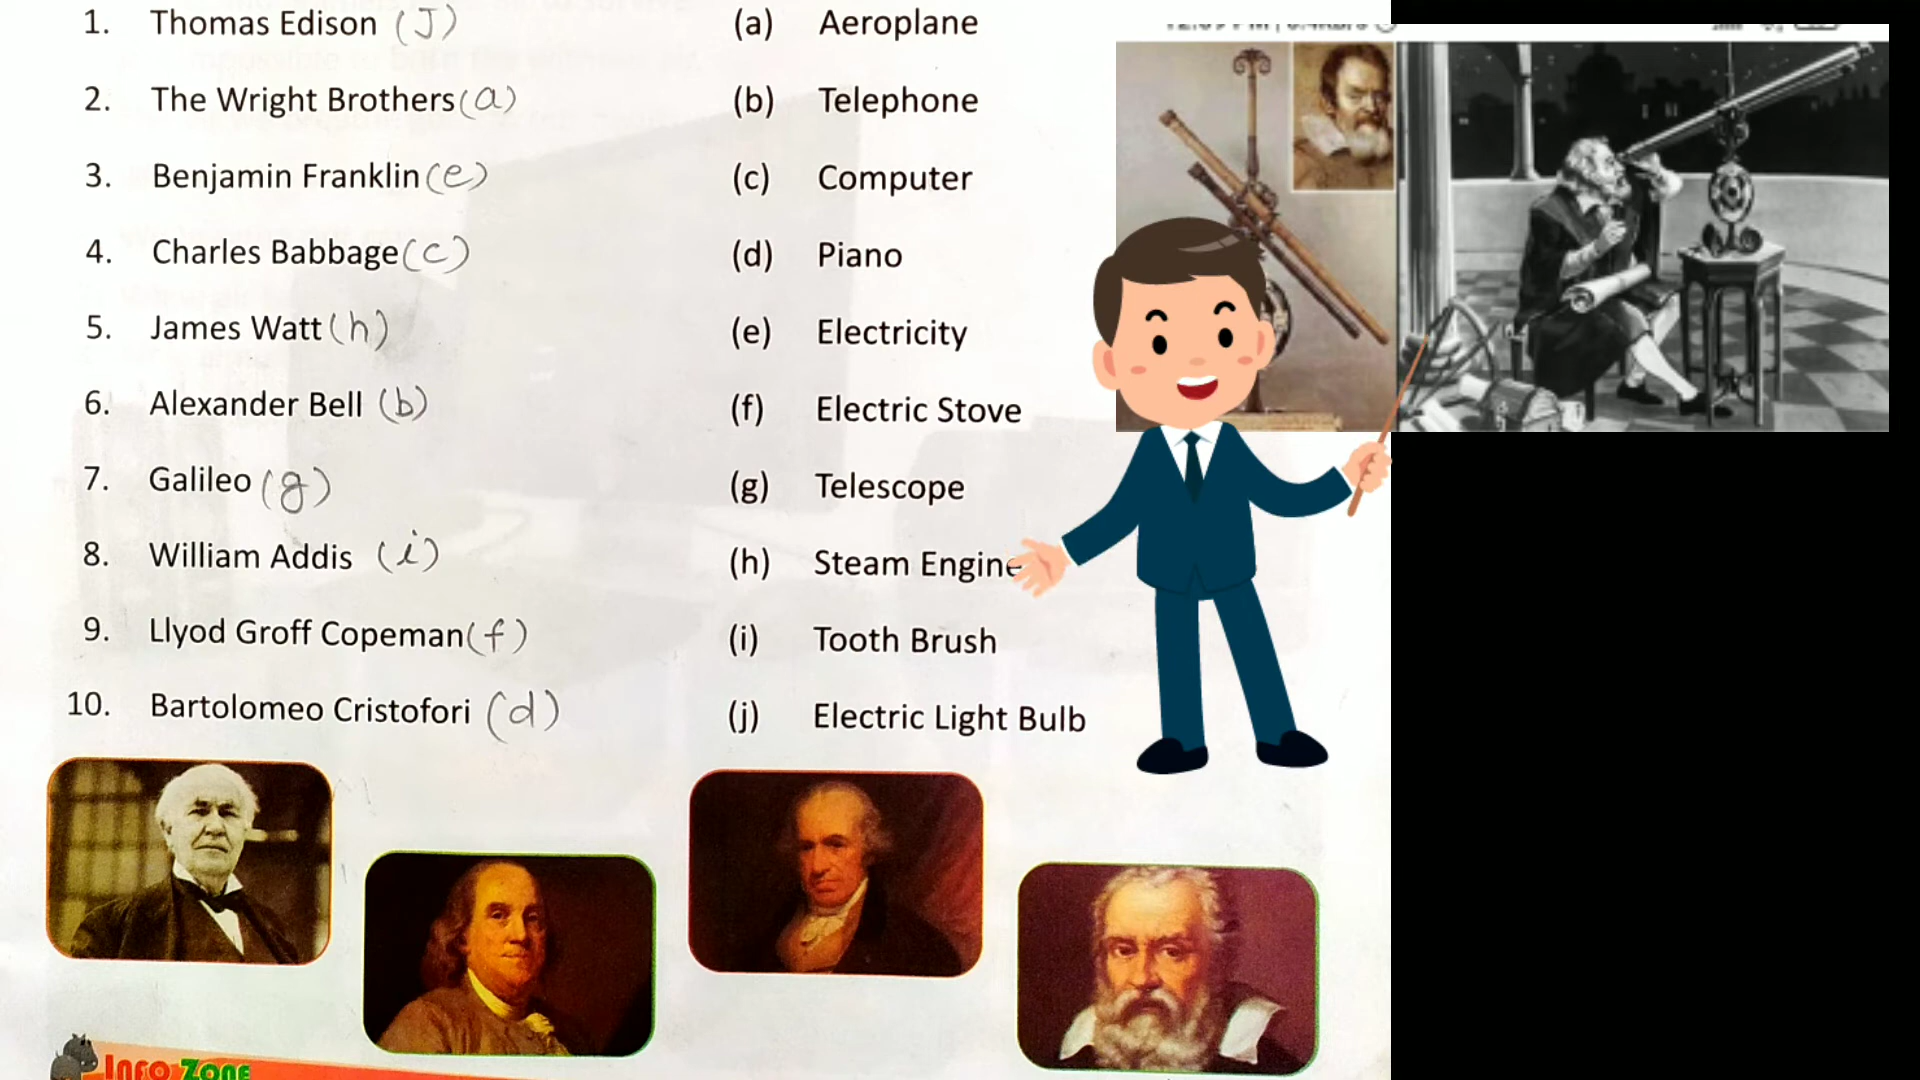 1. Thomas Edison (J) (a) Aeroplane
2. The Wright Brothers (a) (b) Telephone
3. Benjamin Franklin (e) (c) Computer
4. Charles Babbage (c) (d) Piano
5. James Watt (h) (e) Electricity
6. Alexander Bell (b) (f) Electric Stove
7. Galileo (g) (g) Telescope
8. William Addis (i) (h) Steam Engine
9. Llyod Groff Copeman (f) (i) Tooth Brush
10. Bartolomeo Cristofori (d) (j) Electric Light Bulb
INFO ZONE